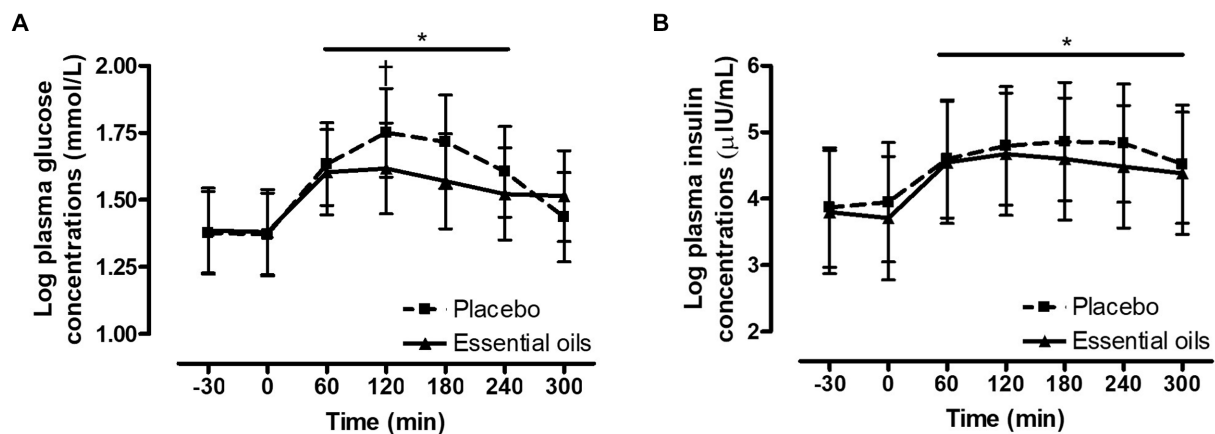 A
*
†
Log plasma glucose
concentrations (mmol/L)
2.00
1.75
1.50
1.25
1.00
Placebo
Essential oils
-30 0 60 120 180 240 300
Time (min)
B
*
Log plasma insulin
concentrations (μIU/mL)
6
5
4
3
2
Placebo
Essential oils
-30 0 60 120 180 240 300
Time (min)